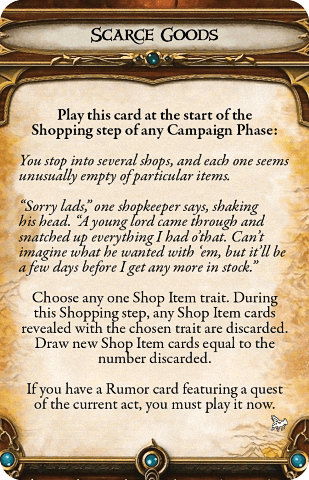 Scarce Goods
Play this card at the start of the
Shopping step of any Campaign Phase:
You stop into several shops, and each one seems
unusually empty of particular items.
“Sorry lads,” one shopkeeper says, shaking
his head. “A young lord came through and
snatched up everything I had o’that. Can’t
imagine what he wanted with ‘em, but it’ll be
a few days before I get any more in stock.”
Choose any one Shop Item trait. During
this Shopping step, any Shop Item cards
revealed with the chosen trait are discarded.
Draw new Shop Item cards equal to the
number discarded.
If you have a Rumor card featuring a quest
of the current act, you must play it now.